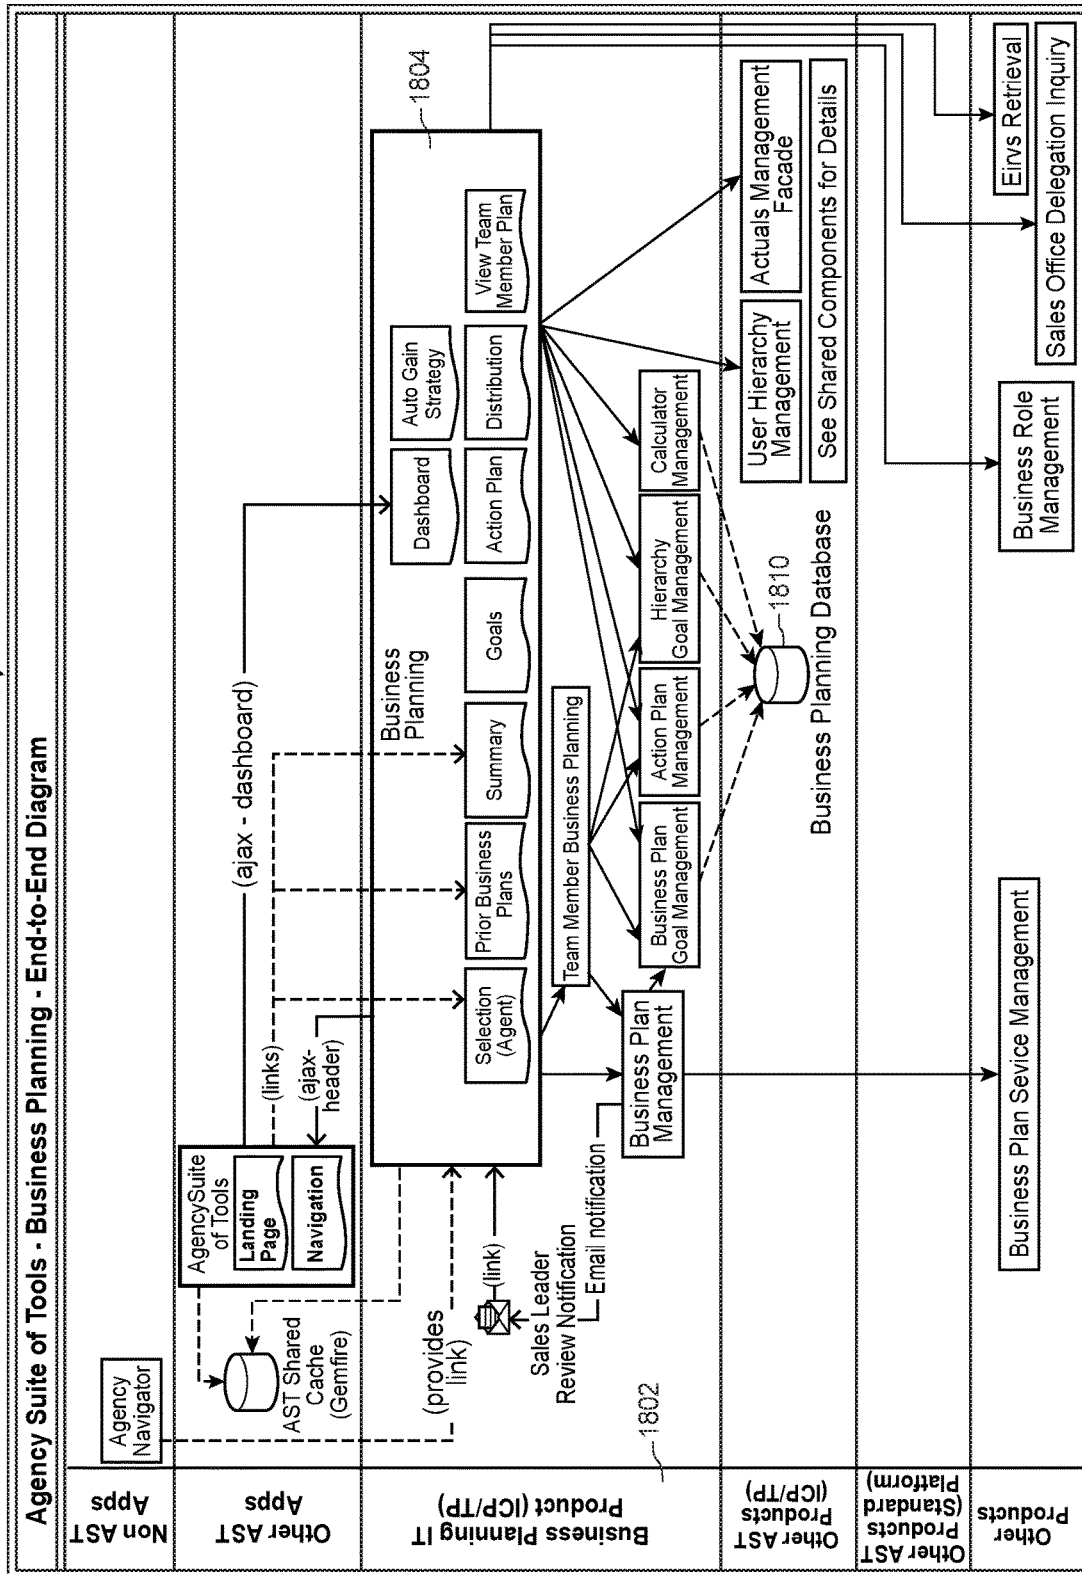 Agency Suite of Tools - Business Planning - End-to-End Diagram
Non AST
Apps
Agency
Navigator
Other AST
Apps
AST Shared
Cache
(Gemfire)
AgencySuite
of Tools
Landing
Page
Navigation
(links)
(ajax-
header)
(ajax - dashboard)
Business Planning IT
Product (ICP/TP)
1802
(provides
link)
(link)
Sales Leader
Review Notification
Email notification
Business
Planning
1804
Dashboard
Auto Gain
Strategy
Selection
(Agent)
Prior Business
Plans
Summary
Goals
Action Plan
Distribution
View Team
Member Plan
Team Member Business Planning
Business Plan
Management
Business Plan
Goal Management
Action Plan
Management
Hierarchy
Goal Management
Calculator
Management
Other AST
Products
(ICP/TP)
1810
Business Planning Database
User Hierarchy
Management
Actuals Management
Facade
See Shared Components for Details
Other AST
Products
(Standard
Platform)
Other
Products
Business Plan Sevice Management
Business Role
Management
Eirvs Retrieval
Sales Office Delegation Inquiry